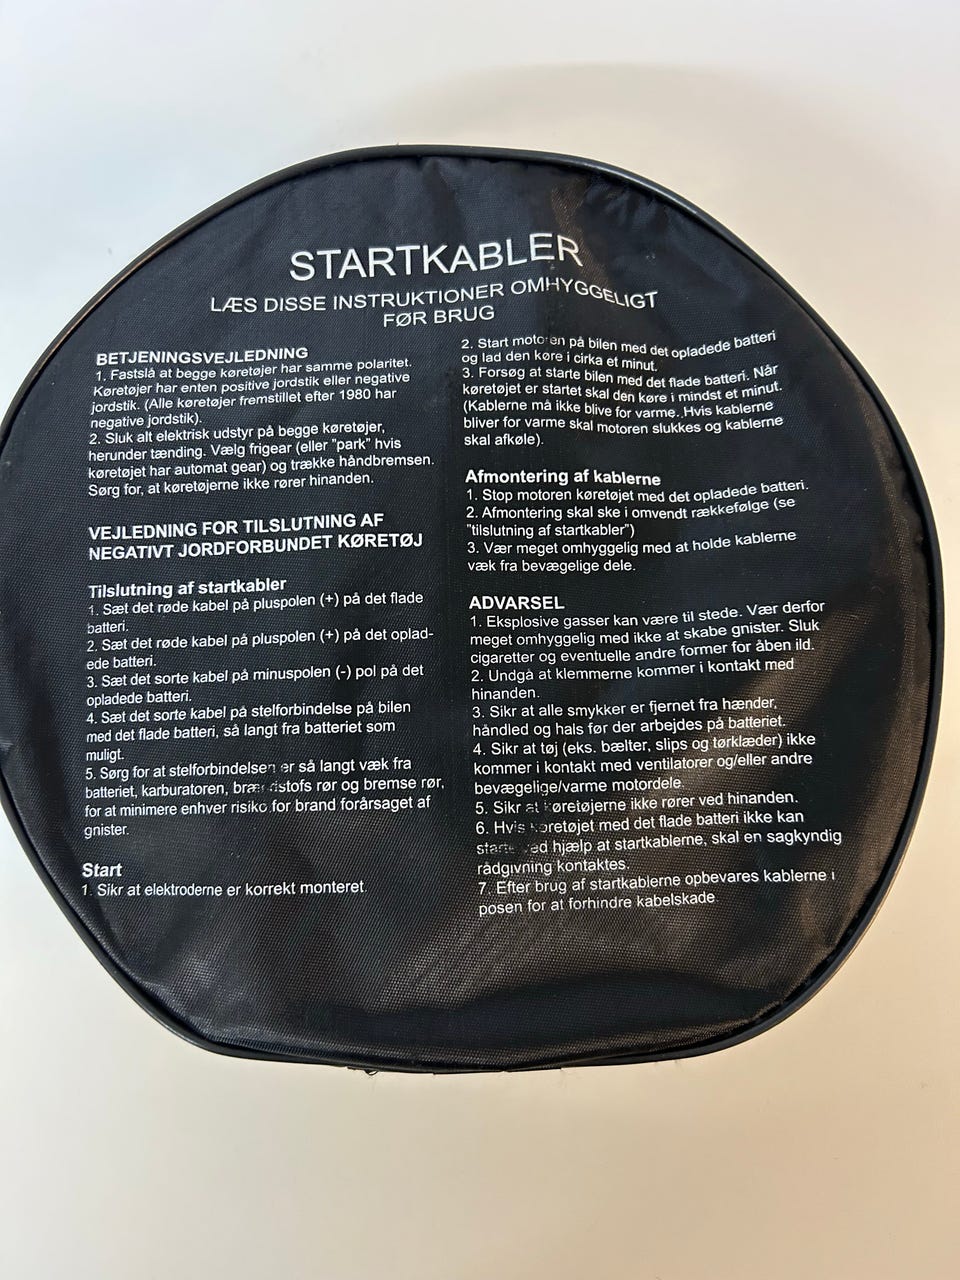 STARTKABLER
LÆS DISSE INSTRUKTIONER OMHYGGELIGT
FØR BRUG
BETJENINGSVEJLEDNING
1. Fastslå at begge køretøjer har samme polaritet.
Køretøjer har enten positive jordstik eller negative
jordstik. (Alle køretøjer fremstillet efter 1980 har
negative jordstik).
2. Sluk alt elektrisk udstyr på begge køretøjer,
herunder tænding. Vælg frigear (eller "park" hvis
køretøjet har automat gear) og trække håndbremsen.
Sørg for, at køretøjerne ikke rører hinanden.
VEJLEDNING FOR TILSLUTNING AF
NEGATIVT JORDFORBUNDET KØRETØJ
Tilslutning af startkabler
1. Sæt det røde kabel på pluspolen (+) på det flade
batteri.
2. Sæt det røde kabel på pluspolen (+) på det oplad-
ede batteri.
3. Sæt det sorte kabel på minuspolen (-) pol på det
opladede batteri.
4. Sæt det sorte kabel på stelforbindelse på bilen
med det flade batteri, så langt fra batteriet som
muligt.
5. Sørg for at stelforbindelsen er så langt væk fra
batteriet, karburatoren, brændstofs rør og bremse rør,
for at minimere enhver risiko for brand forårsaget af
gnister.
Start
1. Sikr at elektroderne er korrekt monteret.
2. Start motoren på bilen med det opladede batteri
og lad den køre i cirka et minut.
3. Forsøg at starte bilen med det flade batteri. Når
køretøjet er startet skal den køre i mindst et minut.
(Kablerne må ikke blive for varme. Hvis kablerne
bliver for varme skal motoren slukkes og kablerne
skal afkøle).
Afmontering af kablerne
1. Stop motoren køretøjet med det opladede batteri.
2. Afmontering skal ske i omvendt rækkefølge (se
"tilslutning af startkabler")
3. Vær meget omhyggelig med at holde kablerne
væk fra bevægelige dele.
ADVARSEL
1. Eksplosive gasser kan være til stede. Vær derfor
meget omhyggelig med ikke at skabe gnister. Sluk
cigaretter og eventuelle andre former for åben ild.
2. Undgå at klemmerne kommer i kontakt med
hinanden.
3. Sikr at alle smykker er fjernet fra hænder,
håndled og hals før der arbejdes på batteriet.
4. Sikr at tøj (eks. bælter, slips og tørklæder) ikke
kommer i kontakt med ventilatorer og/eller andre
bevægelige/varme motordele.
5. Sikr at køretøjerne ikke rører ved hinanden.
6. Hvis køretøjet med det flade batteri ikke kan
starte ved hjælp at startkablerne, skal en sagkyndig
rådgivning kontaktes.
7. Efter brug af startkablerne opbevares kablerne i
posen for at forhindre kabelskade.